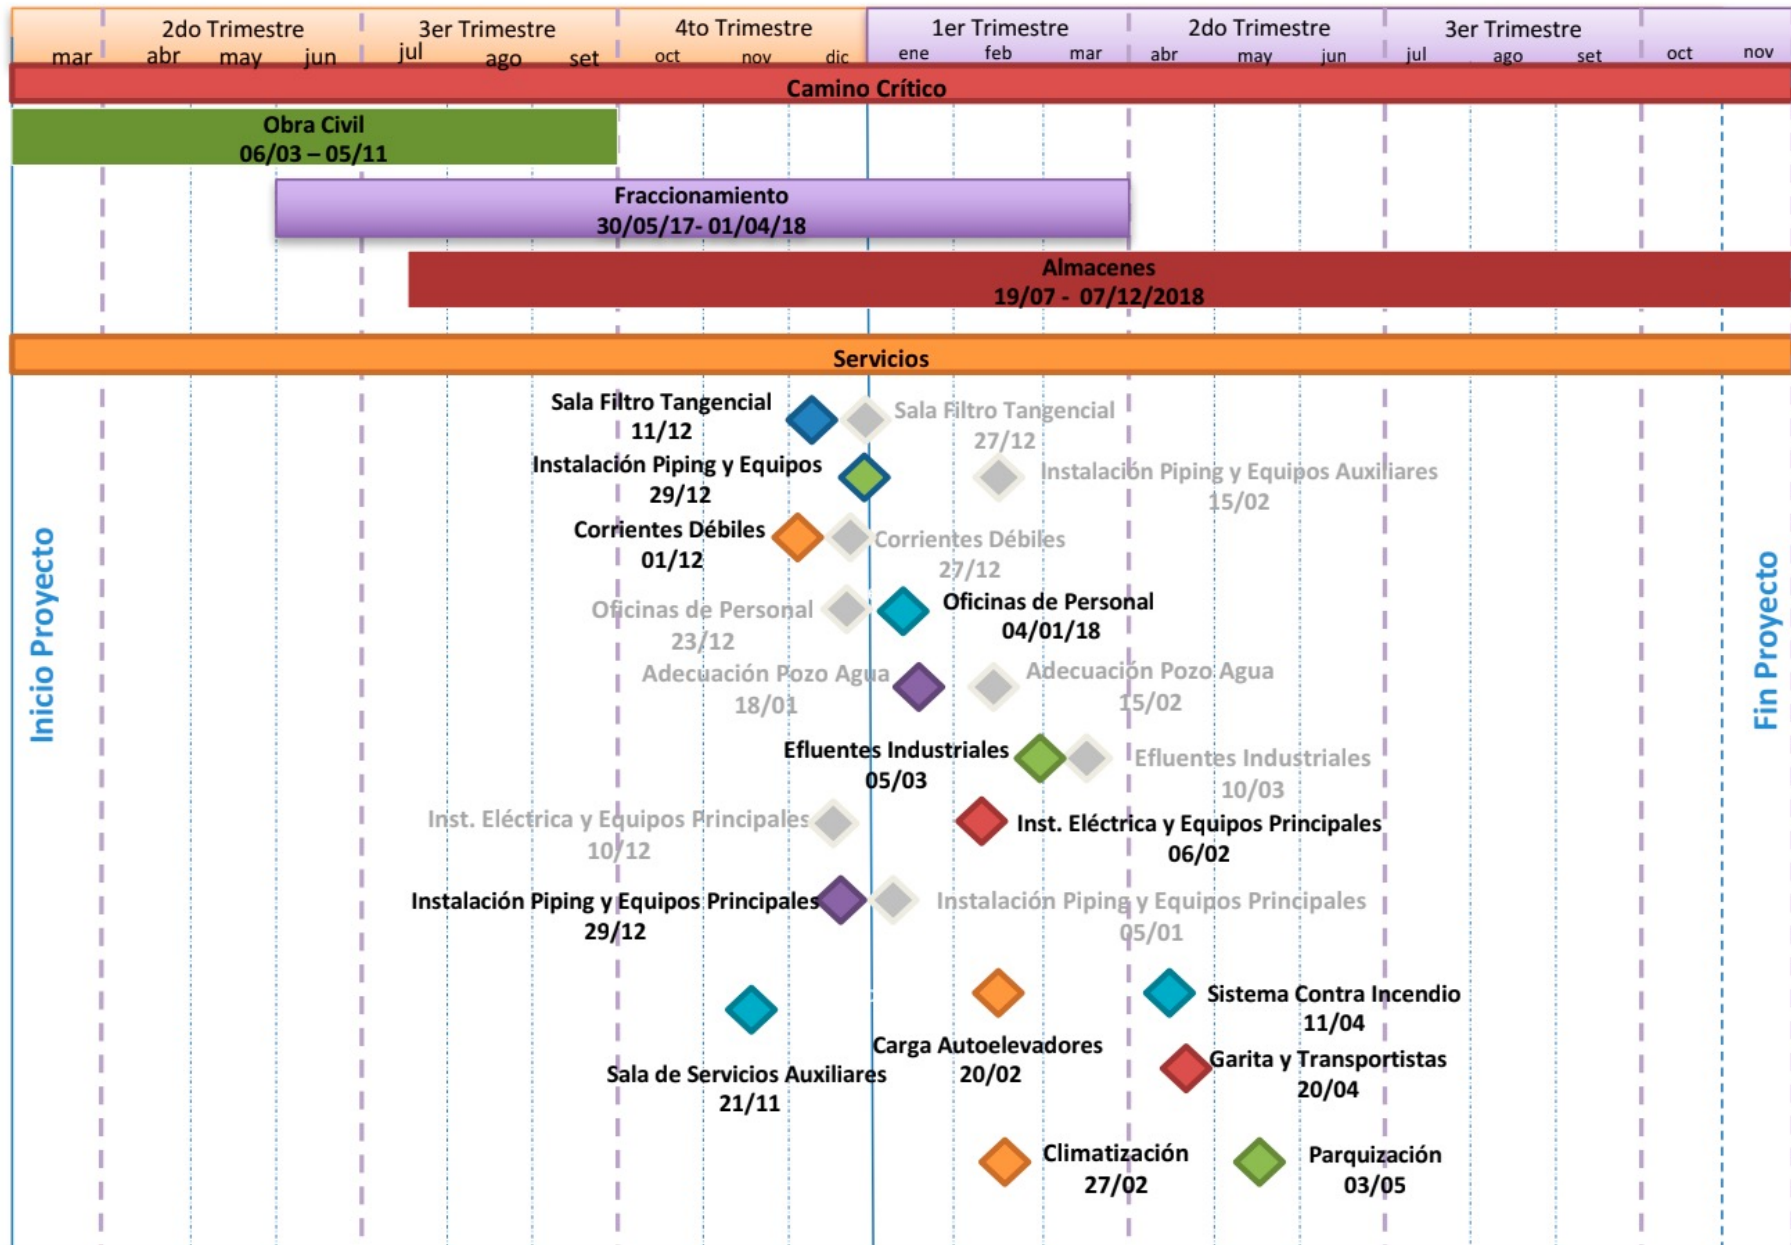 2do Trimestre 3er Trimestre 4to Trimestre 1er Trimestre 2do Trimestre 3er Trimestre
mar abr may jun jul ago set oct nov dic ene feb mar abr may jun jul ago set oct nov
Camino Crítico
Obra Civil
06/03 – 05/11
Fraccionamiento
30/05/17- 01/04/18
Almacenes
19/07 - 07/12/2018
Servicios
Inicio Proyecto
Sala Filtro Tangencial
11/12
Sala Filtro Tangencial
27/12
Instalación Piping y Equipos
29/12
Instalación Piping y Equipos Auxiliares
15/02
Corrientes Débiles
01/12
Corrientes Débiles
27/12
Oficinas de Personal
23/12
Oficinas de Personal
04/01/18
Adecuación Pozo Agua
18/01
Adecuación Pozo Agua
15/02
Efluentes Industriales
05/03
Efluentes Industriales
10/03
Inst. Eléctrica y Equipos Principales
10/12
Inst. Eléctrica y Equipos Principales
06/02
Instalación Piping y Equipos Principales
29/12
Instalación Piping y Equipos Principales
05/01
Sala de Servicios Auxiliares
21/11
Carga Autoelevadores
20/02
Sistema Contra Incendio
11/04
Garita y Transportistas
20/04
Climatización
27/02
Parquización
03/05
Fin Proyecto